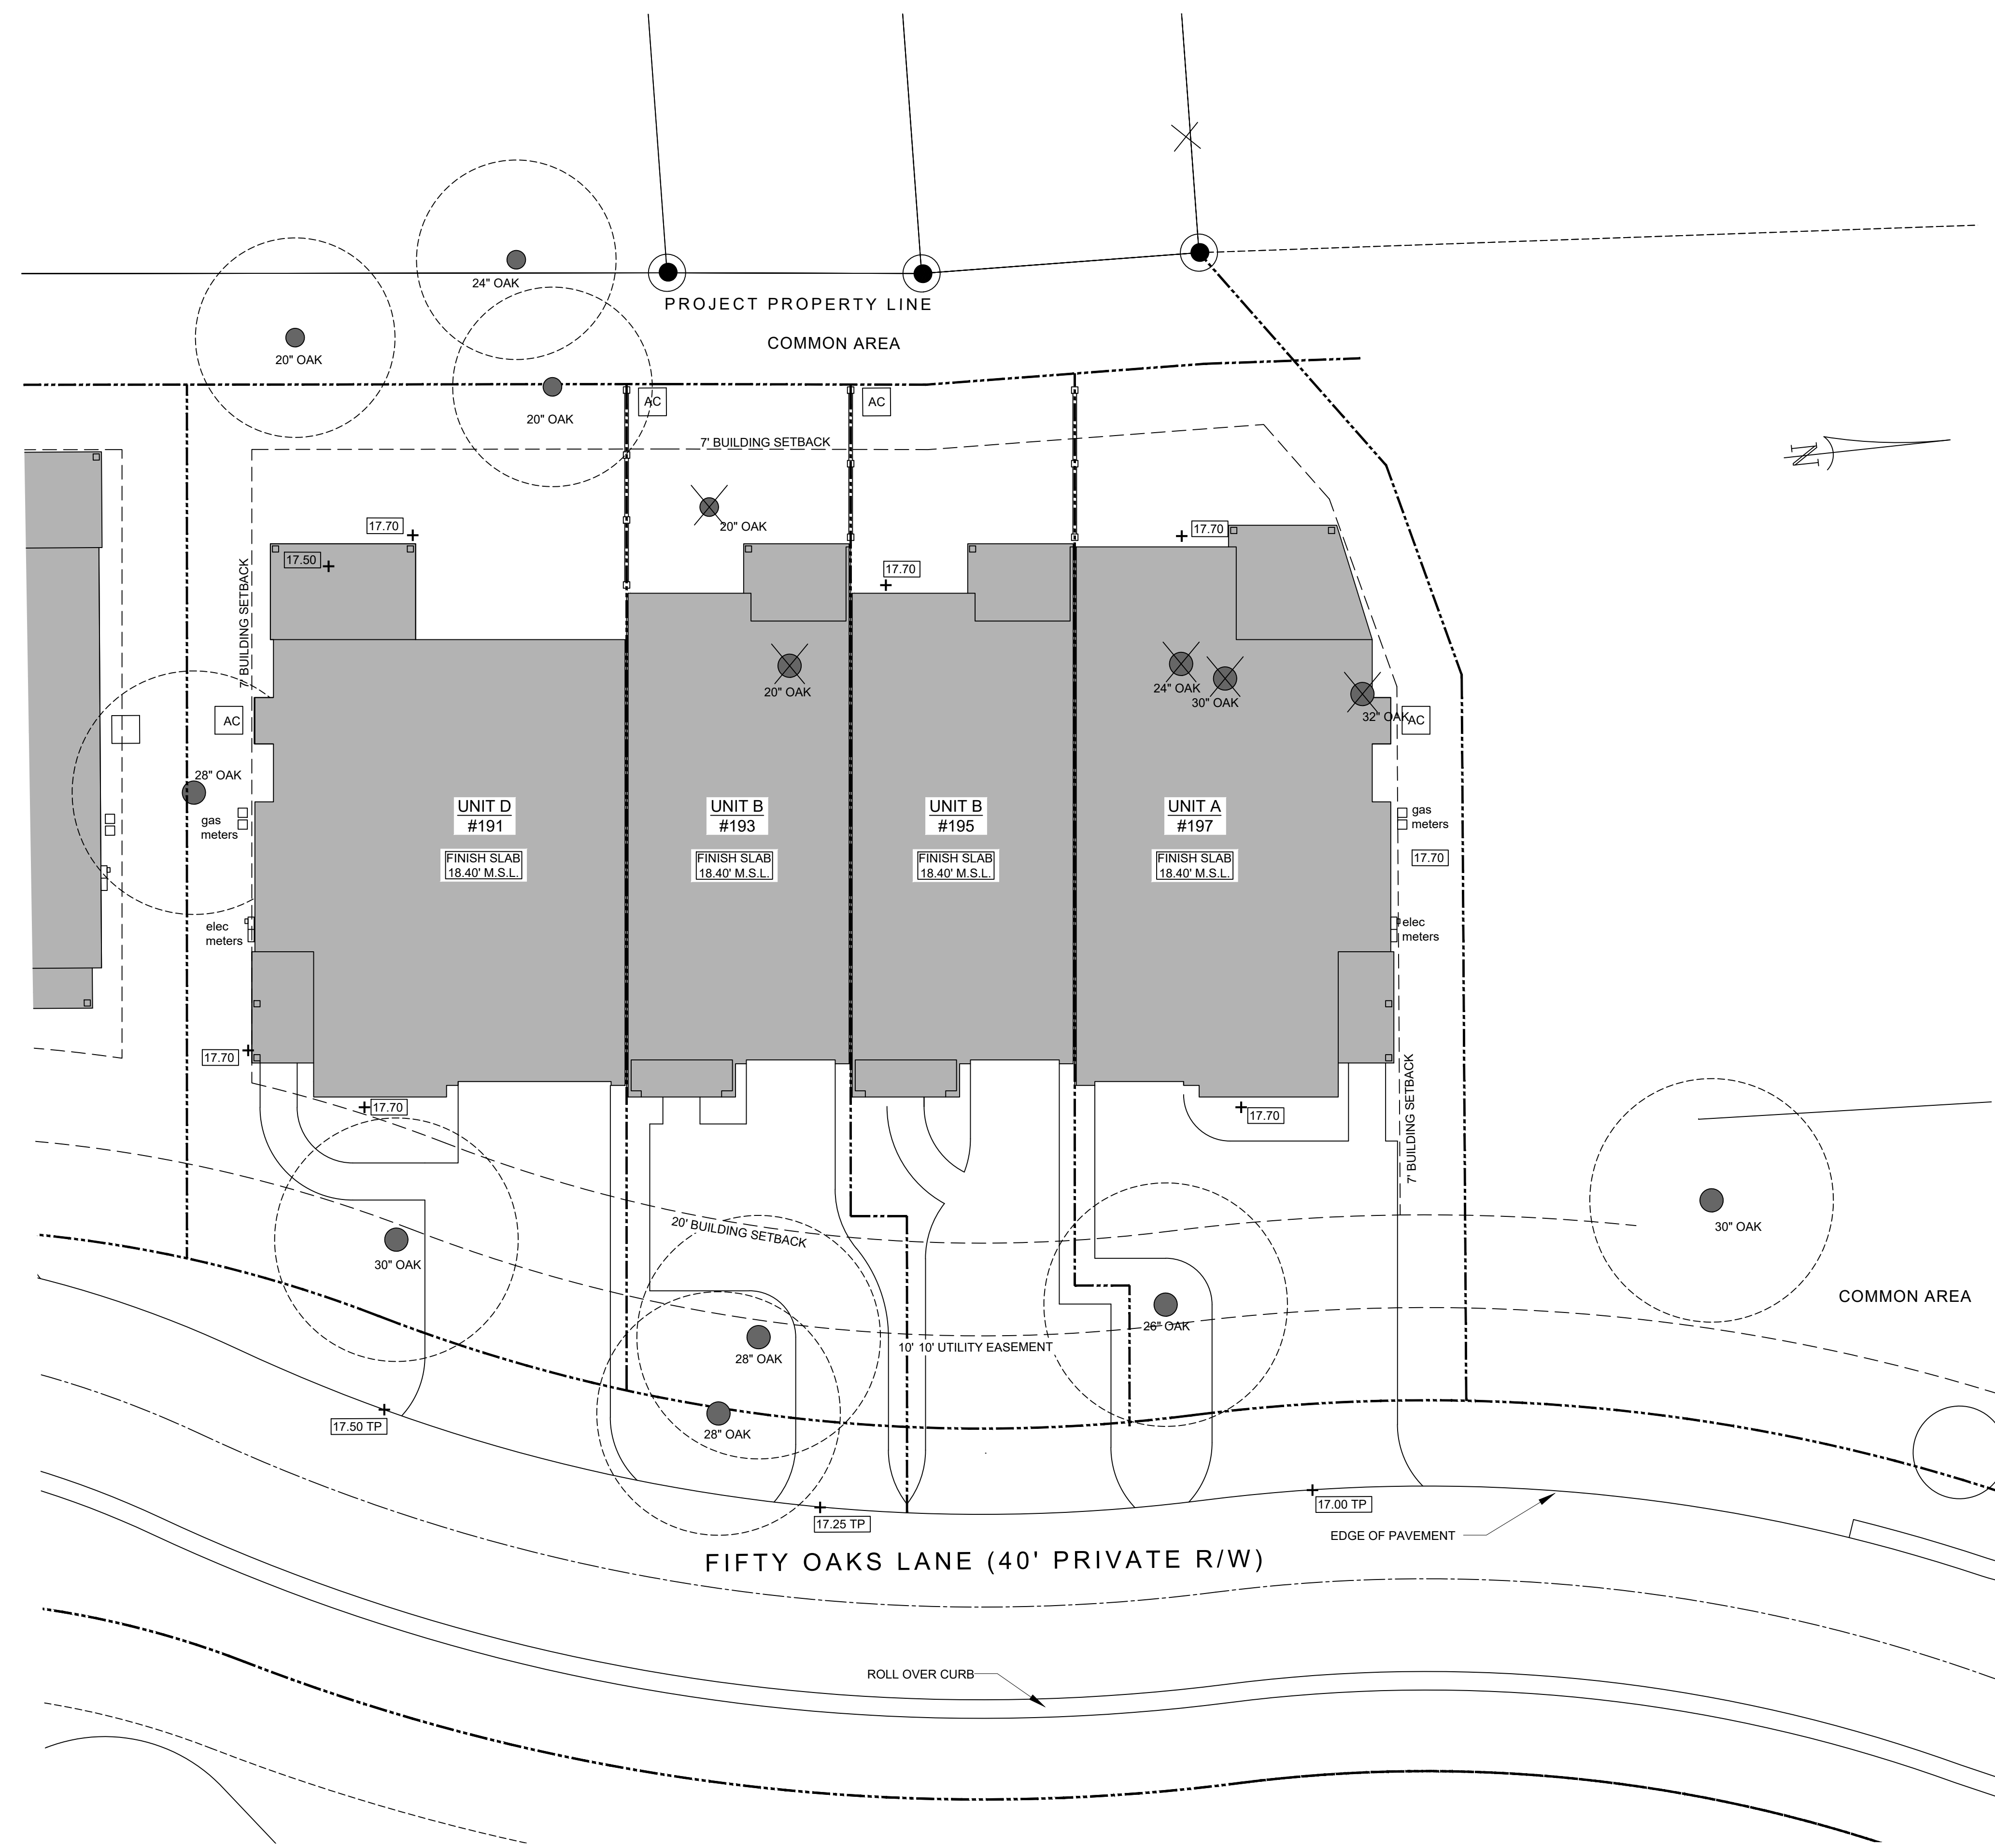 24" OAK
PROJECT PROPERTY LINE
COMMON AREA
20" OAK
20" OAK
AC
AC
7' BUILDING SETBACK
N
17.70
20" OAK
17.70
17.50
17.70
7' BUILDING SETBACK
20" OAK
24" OAK
30" OAK
32" OAK
AC
AC
28" OAK
gas
meters
UNIT D
#191
UNIT B
#193
UNIT B
#195
UNIT A
#197
gas
meters
FINISH SLAB
18.40' M.S.L.
FINISH SLAB
18.40' M.S.L.
FINISH SLAB
18.40' M.S.L.
FINISH SLAB
18.40' M.S.L.
17.70
elec
meters
elec
meters
17.70
17.70
17.70
7' BUILDING SETBACK
20' BUILDING SETBACK
30" OAK
30" OAK
COMMON AREA
26" OAK
28" OAK
10' 10' UTILITY EASEMENT
17.50 TP
28" OAK
17.25 TP
17.00 TP
EDGE OF PAVEMENT
FIFTY OAKS LANE (40' PRIVATE R/W)
ROLL OVER CURB